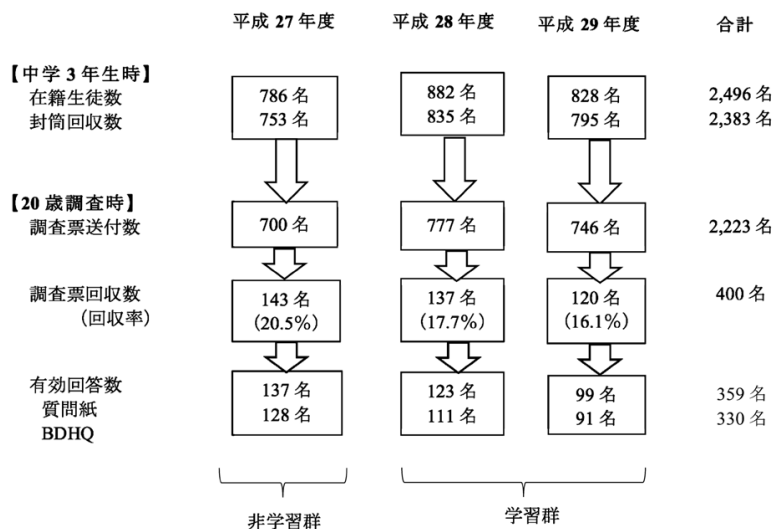 平成 27 年度 平成 28 年度 平成 29 年度 合計
【中学 3 年生時】
在籍生徒数 786 名 882 名 828 名 2,496 名
封筒回収数 753 名 835 名 795 名 2,383 名
【20 歳調査時】
調査票送付数 700 名 777 名 746 名 2,223 名
調査票回収数 143 名 137 名 120 名 400 名
(回収率) (20.5%) (17.7%) (16.1%)
有効回答数 137 名 123 名 99 名 359 名
質問紙 128 名 111 名 91 名 330 名
BDHQ
非学習群 学習群